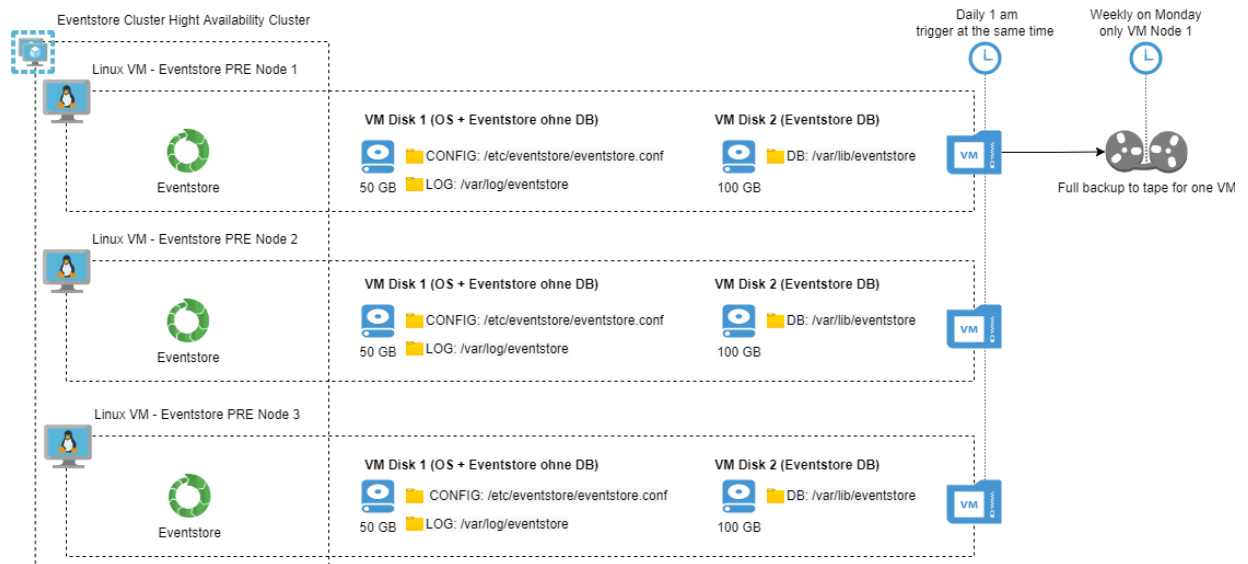 Eventstore Cluster Hight Availability Cluster
Daily 1 am
trigger at the same time
Weekly on Monday
only VM Node 1
Linux VM - Eventstore PRE Node 1
Eventstore
VM Disk 1 (OS + Eventstore ohne DB)
CONFIG: /etc/eventstore/eventstore.conf
50 GB
LOG: /var/log/eventstore
VM Disk 2 (Eventstore DB)
DB: /var/lib/eventstore
100 GB
VM
Full backup to tape for one VM
Linux VM - Eventstore PRE Node 2
Eventstore
VM Disk 1 (OS + Eventstore ohne DB)
CONFIG: /etc/eventstore/eventstore.conf
50 GB
LOG: /var/log/eventstore
VM Disk 2 (Eventstore DB)
DB: /var/lib/eventstore
100 GB
VM
Linux VM - Eventstore PRE Node 3
Eventstore
VM Disk 1 (OS + Eventstore ohne DB)
CONFIG: /etc/eventstore/eventstore.conf
50 GB
LOG: /var/log/eventstore
VM Disk 2 (Eventstore DB)
DB: /var/lib/eventstore
100 GB
VM